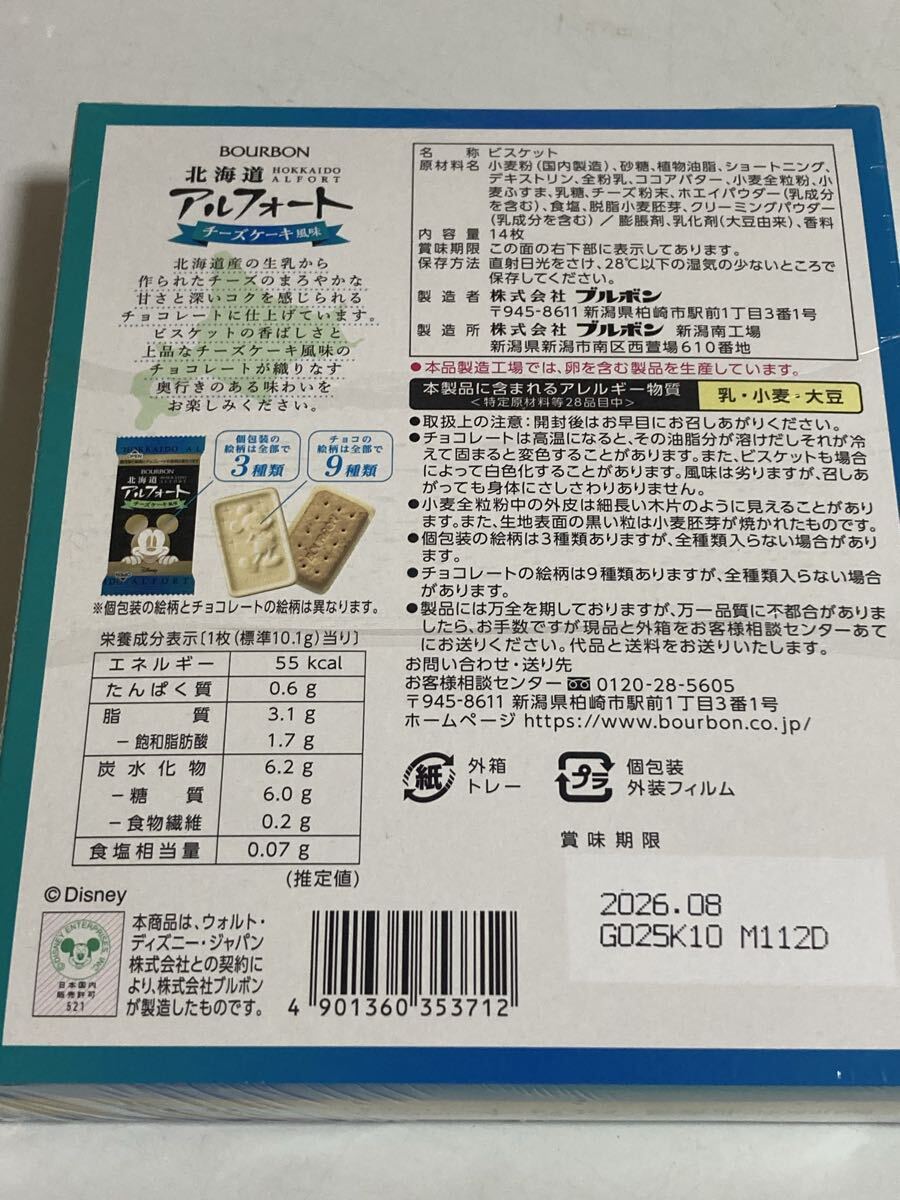 BOURBON
北海道 HOKKAIDO ALFORT
アルフォート
チーズケーキ風味
北海道産の生乳から
作られたチーズのまろやかな
甘さと深いコクを感じられる
チョコレートに仕上げています。
ビスケットの香ばしさと
上品なチーズケーキ風味の
チョコレートが織りなす
奥行きのある味わいを
お楽しみください。
個包装の
絵柄は全部で
3種類
チョコの
絵柄は全部で
9種類
HOKKAIDO AL
OPEN
BOURBON
北海道
アルフォート
チーズケーキ風味
Disney
ALFORT
※個包装の絵柄とチョコレートの絵柄は異なります。
栄養成分表示〔1枚(標準10.1g)当り〕
エネルギー 55 kcal
たんぱく質 0.6 g
脂質 3.1 g
-飽和脂肪酸 1.7 g
炭水化物 6.2 g
-糖質 6.0 g
-食物繊維 0.2 g
食塩相当量 0.07 g
(推定値)
©Disney
©DISNEY ENTERPRISES INC
日本国内
販売許可
521
本商品は、ウォルト・
ディズニー・ジャパン
株式会社との契約に
より、株式会社ブルボン
が製造したものです。
4 901360 353712
名称 ビスケット
原材料名 小麦粉(国内製造)、砂糖、植物油脂、ショートニング、
デキストリン、全粉乳、ココアバター、小麦全粒粉、小
麦ふすま、乳糖、チーズ粉末、ホエイパウダー(乳成分
を含む)、食塩、脱脂小麦胚芽、クリーミングパウダー
(乳成分を含む)／膨脹剤、乳化剤(大豆由来)、香料
内容量 14枚
賞味期限 この面の右下部に表示してあります。
保存方法 直射日光をさけ、28℃以下の湿気の少ないところで
保存してください。
製造者 株式会社 ブルボン
〒945-8611 新潟県柏崎市駅前1丁目3番1号
製造所 株式会社 ブルボン 新潟南工場
新潟県新潟市南区西萱場610番地
●本品製造工場では、卵を含む製品を生産しています。
本製品に含まれるアレルギー物質
<特定原材料等28品目中>
乳・小麦・大豆
●取扱上の注意：開封後はお早目にお召しあがりください。
●チョコレートは高温になると、その油脂分が溶けだしそれが冷
えて固まると変色することがあります。また、ビスケットも場合
によって白色化することがあります。風味は劣りますが、召しあ
がっても身体にさしさわりありません。
●小麦全粒粉中の外皮は細長い木片のように見えることがあり
ます。また、生地表面の黒い粒は小麦胚芽が焼かれたものです。
●個包装の絵柄は3種類ありますが、全種類入らない場合があり
ます。
●チョコレートの絵柄は9種類ありますが、全種類入らない場合
があります。
●製品には万全を期しておりますが、万一品質に不都合がありま
したら、お手数ですが現品と外箱をお客様相談センターあて
にお送りください。代品と送料をお送りいたします。
お問い合わせ・送り先
お客様相談センター 0120-28-5605
〒945-8611 新潟県柏崎市駅前1丁目3番1号
ホームページ https://www.bourbon.co.jp/
紙
外箱
トレー
プラ
個包装
外装フィルム
賞味期限
2026.08
G025K10 M112D